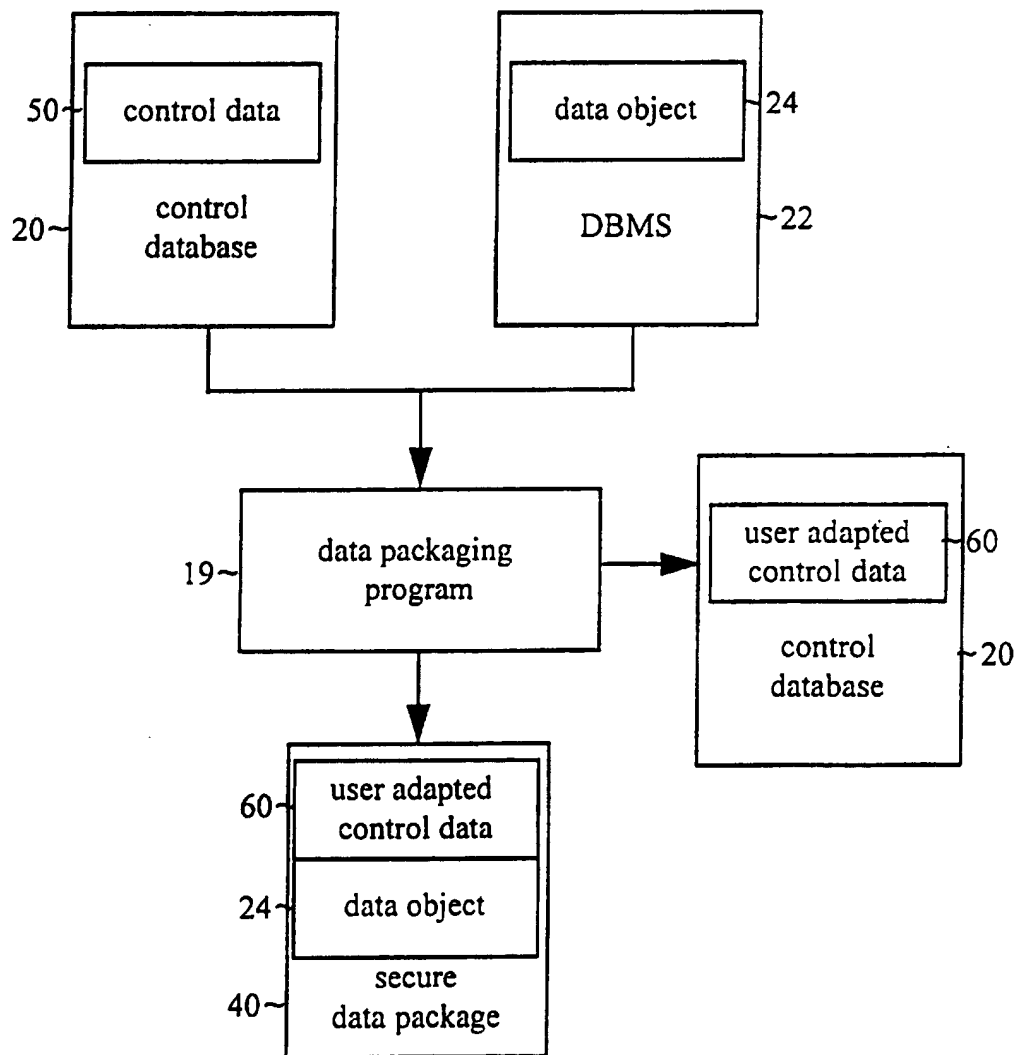 50~ control data
data object ~24
20~ control
database
DBMS ~22
19~ data packaging
program
user adapted ~60
control data
control ~20
database
60~ user adapted
control data
24~ data object
secure
40~ data package